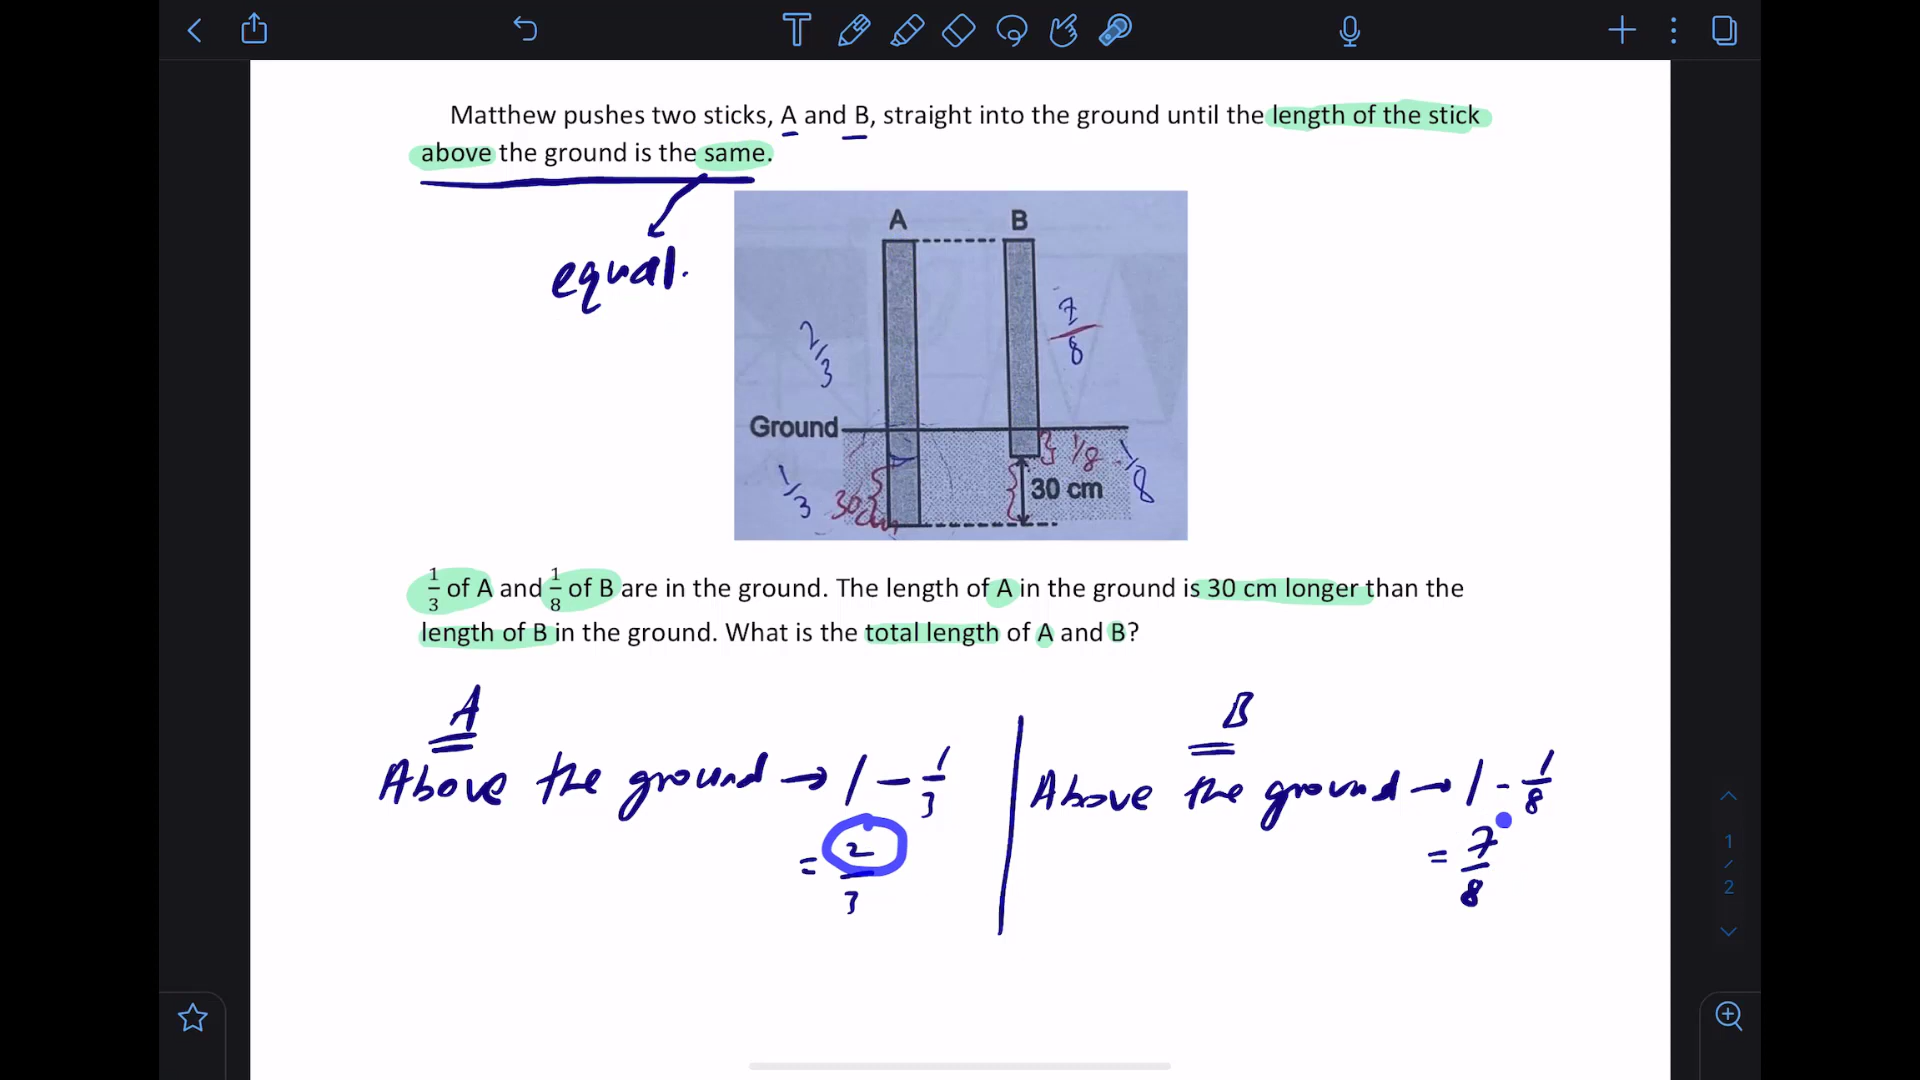 Matthew pushes two sticks, A and B, straight into the ground until the length of the stick
above the ground is the same.
equal.
A B
2/3
7/8
Ground
1/8 1/8
1/3 30cm 30 cm
1/3 of A and 1/8 of B are in the ground. The length of A in the ground is 30 cm longer than the
length of B in the ground. What is the total length of A and B?
A
Above the ground → 1 - 1/3
= 2/3
B
Above the ground → 1 - 1/8
= 7/8
1
/
2